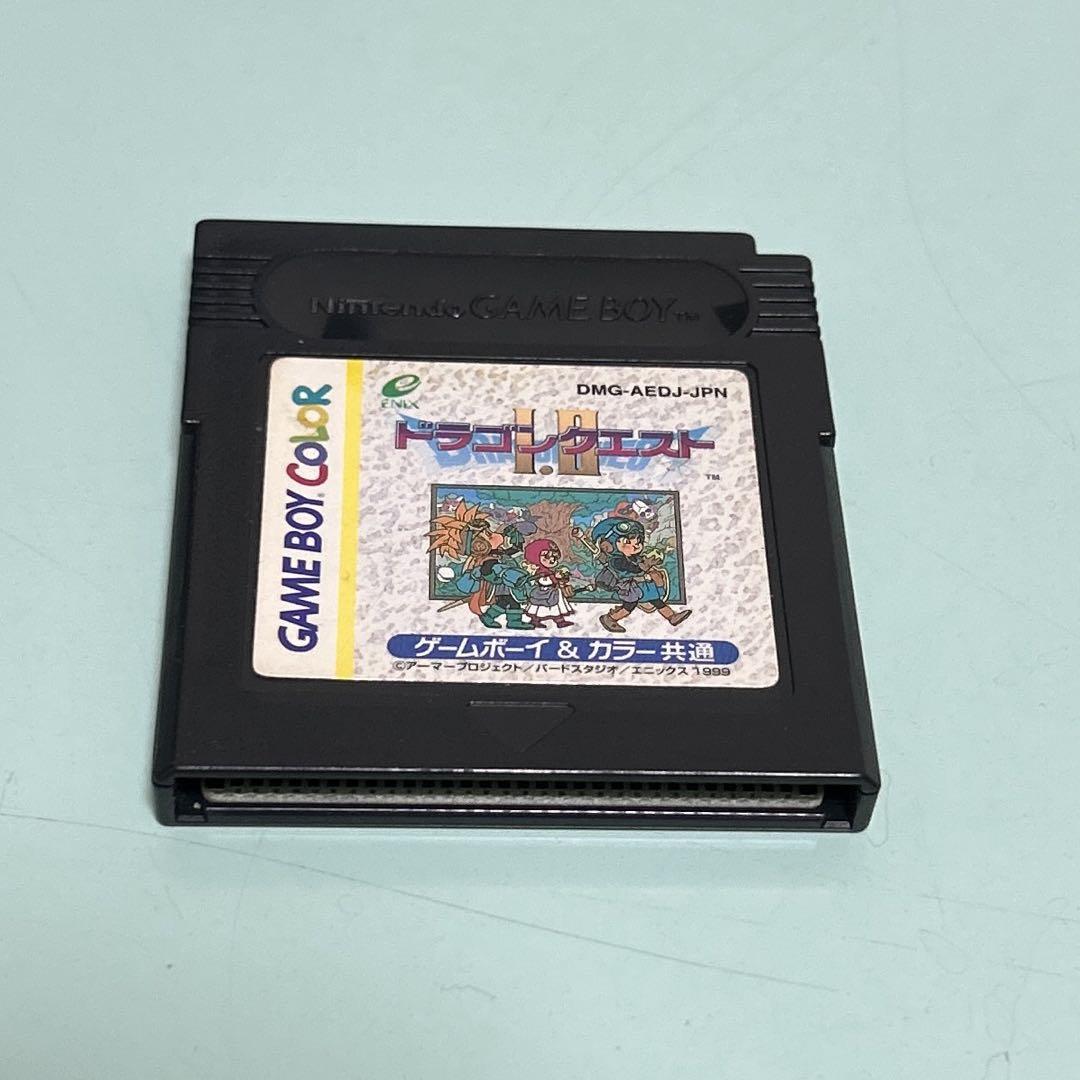 Nintendo GAME BOY™
GAME BOY COLOR
ENIX
DMG-AEDJ-JPN
I・II
ドラゴンクエスト
™
ゲームボーイ & カラー共通
©アーマープロジェクト/バードスタジオ/エニックス 1999